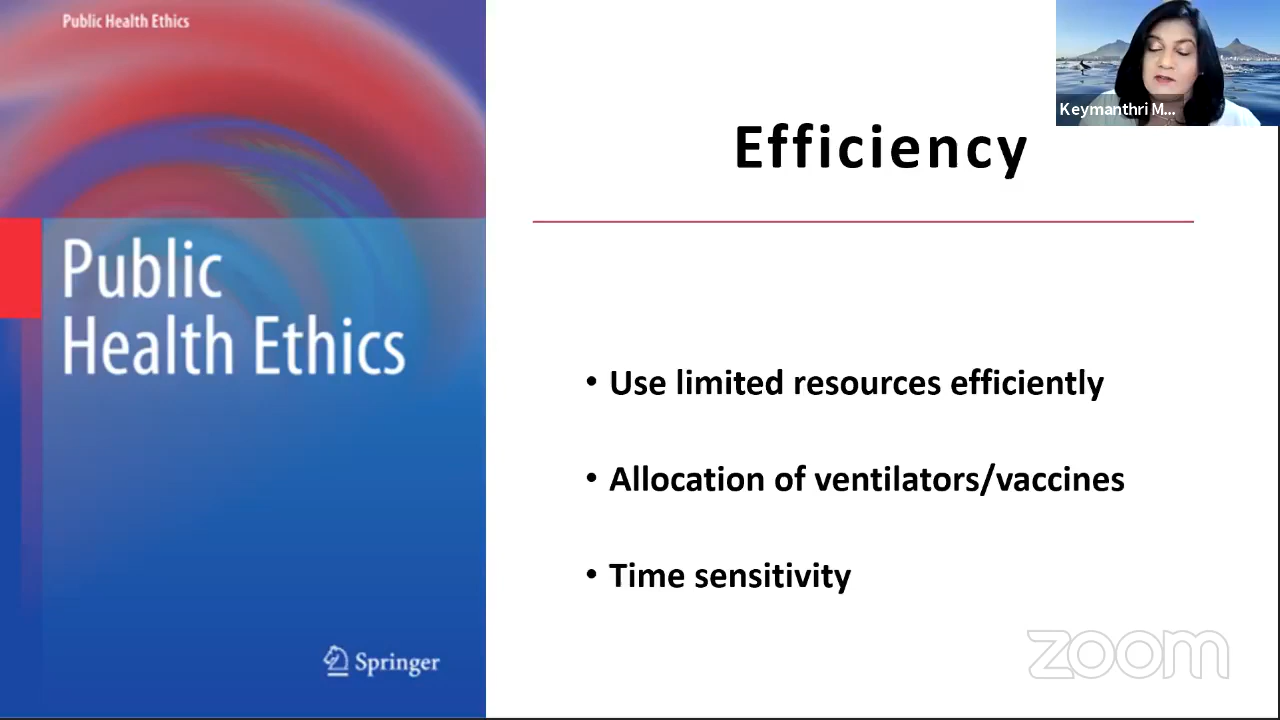 Public Health Ethics
Public
Health Ethics
Springer
Keymanthri M...
Efficiency
• Use limited resources efficiently
• Allocation of ventilators/vaccines
• Time sensitivity
zoom